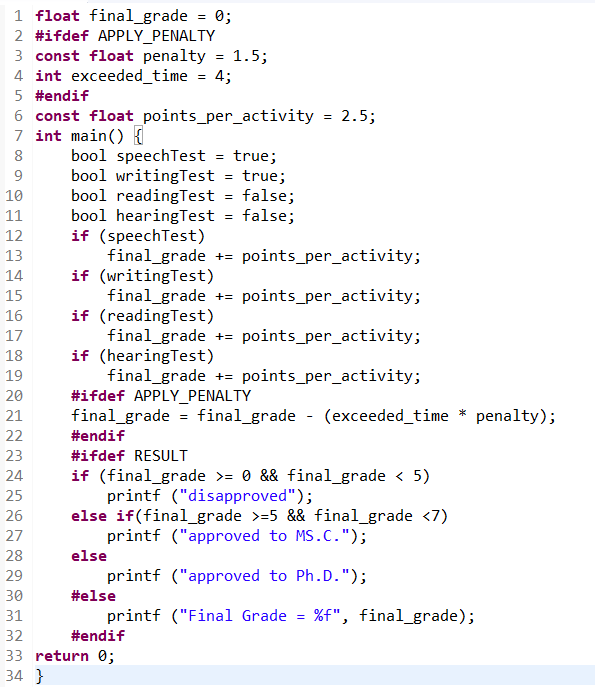 1 float final_grade = 0;
2 #ifdef APPLY_PENALTY
3 const float penalty = 1.5;
4 int exceeded_time = 4;
5 #endif
6 const float points_per_activity = 2.5;
7 int main() {
8     bool speechTest = true;
9     bool writingTest = true;
10     bool readingTest = false;
11     bool hearingTest = false;
12     if (speechTest)
13         final_grade += points_per_activity;
14     if (writingTest)
15         final_grade += points_per_activity;
16     if (readingTest)
17         final_grade += points_per_activity;
18     if (hearingTest)
19         final_grade += points_per_activity;
20     #ifdef APPLY_PENALTY
21     final_grade = final_grade - (exceeded_time * penalty);
22     #endif
23     #ifdef RESULT
24     if (final_grade >= 0 && final_grade < 5)
25         printf ("disapproved");
26     else if(final_grade >=5 && final_grade <7)
27         printf ("approved to MS.C.");
28     else
29         printf ("approved to Ph.D.");
30     #else
31         printf ("Final Grade = %f", final_grade);
32     #endif
33 return 0;
34 }